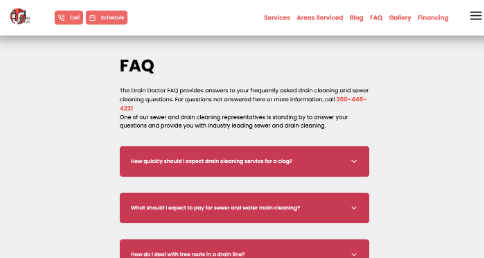 Call
Schedule
Services
Areas Serviced
Blog
FAQ
Gallery
Financing
FAQ
The Drain Doctor FAQ provides answers to your frequently asked drain cleaning and sewer
cleaning questions. For questions not answered here or more information, call 260-446-
4221
One of our sewer and drain cleaning representatives is standing by to answer your
questions and provide you with industry leading sewer and drain cleaning.
How quickly should I expect drain cleaning service for a clog?
What should I expect to pay for sewer and water main cleaning?
How do I deal with tree roots in a drain line?